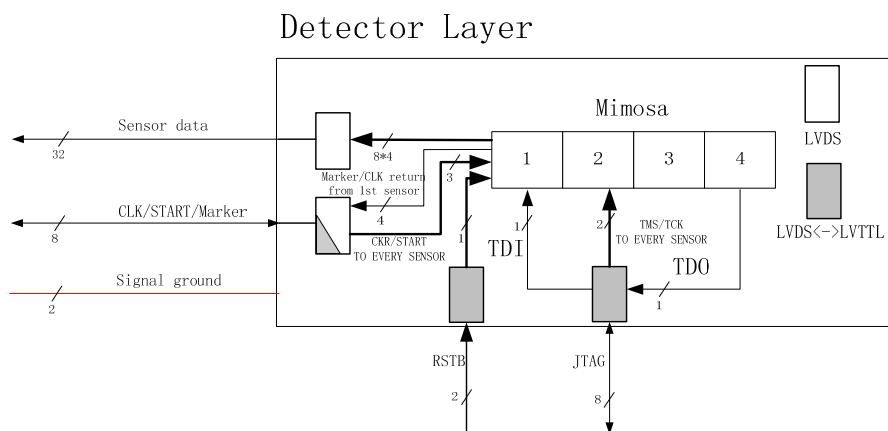 Detector Layer
Sensor data
32
8*4
Mimosa
LVDS
1 2 3 4
Marker/CLK return
from 1st sensor
3
4
CLK/START/Marker
8
CKR/START
TO EVERY SENSOR
1
1
TDI
2
TMS/TCK
TO EVERY SENSOR
TDO
1
LVDS<->LVTTL
Signal ground
2
RSTB
2
JTAG
8